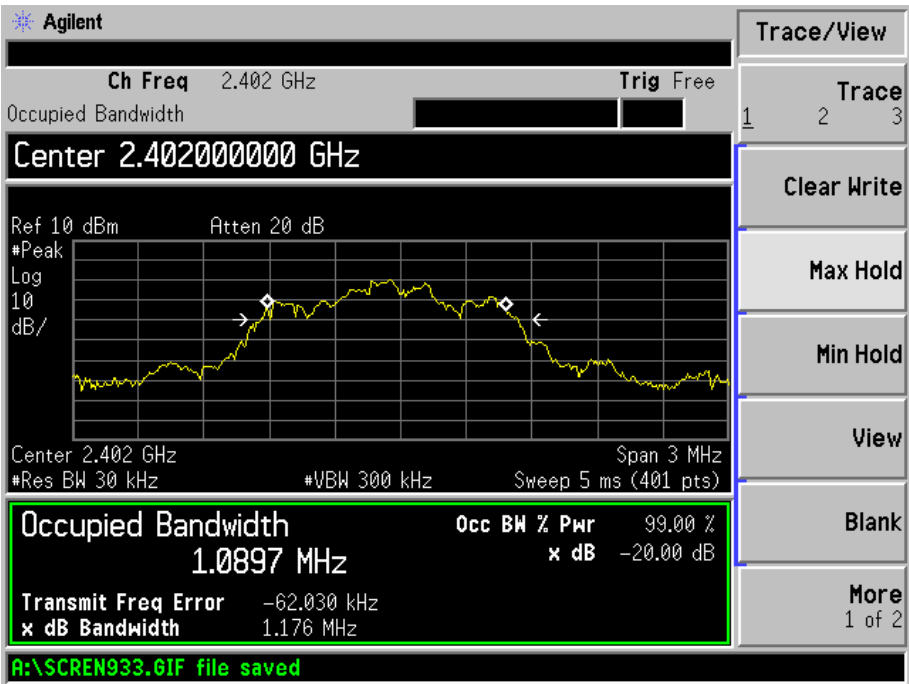 Agilent
Trace/View
Ch Freq 2.402 GHz Trig Free
Occupied Bandwidth
Trace
1 2 3
Center 2.402000000 GHz
Clear Write
Ref 10 dBm Atten 20 dB
#Peak
Log
10
dB/
Max Hold
Min Hold
View
Center 2.402 GHz Span 3 MHz
#Res BW 30 kHz #VBW 300 kHz Sweep 5 ms (401 pts)
Blank
Occupied Bandwidth Occ BW % Pwr 99.00 %
1.0897 MHz x dB -20.00 dB
More
1 of 2
Transmit Freq Error -62.030 kHz
x dB Bandwidth 1.176 MHz
A:\SCREN933.GIF file saved